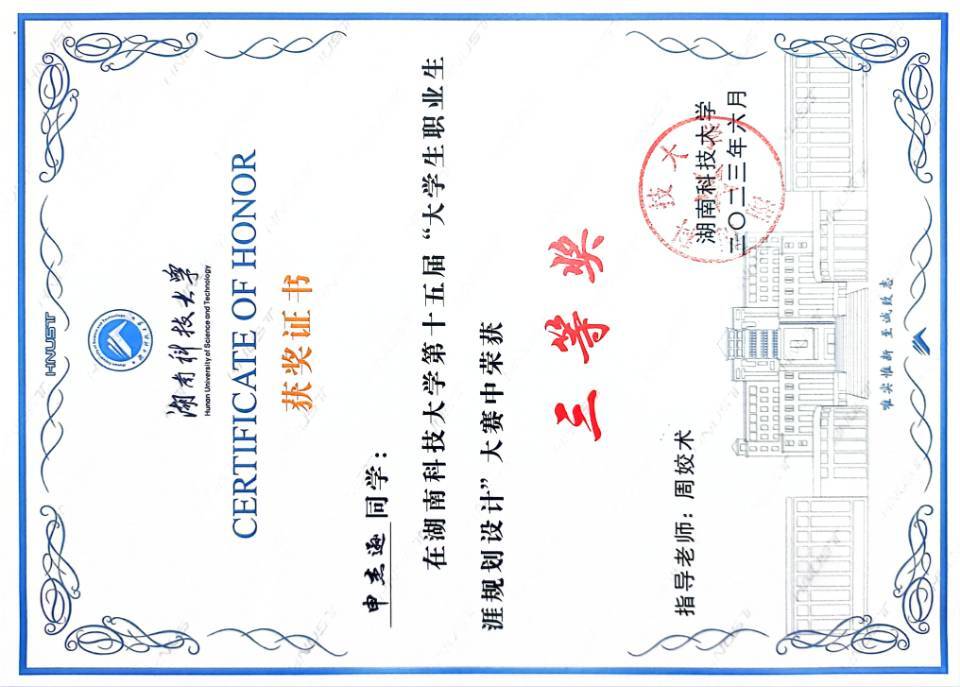 HNUST
湖南科技大学
Hunan University of Science and Technology
CERTIFICATE OF HONOR
获奖证书
申杰逊 同学：
在湖南科技大学第十五届“大学生职业生
涯规划设计”大赛中荣获
三等奖
指导老师：周姣术
湖南科技大学
二〇二三年六月
唯实惟新 至诚致志